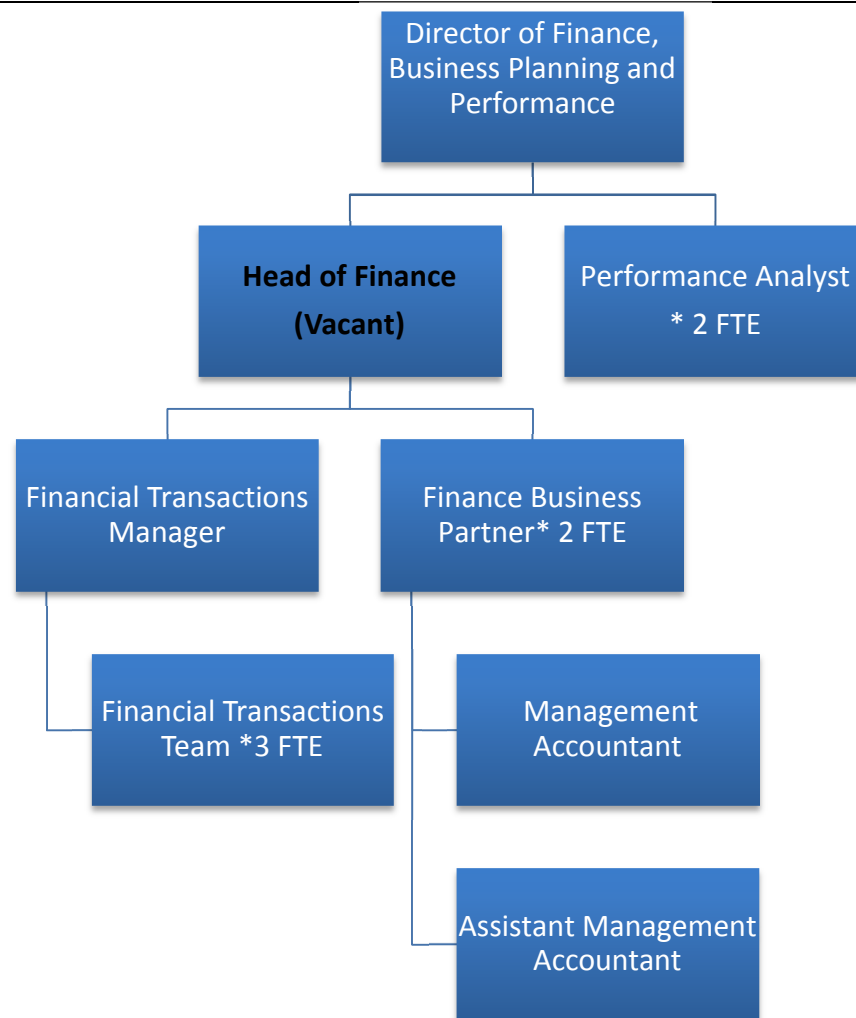 Director of Finance,
Business Planning and
Performance
Head of Finance
(Vacant)
Performance Analyst
* 2 FTE
Financial Transactions
Manager
Finance Business
Partner* 2 FTE
Financial Transactions
Team *3 FTE
Management
Accountant
Assistant Management
Accountant